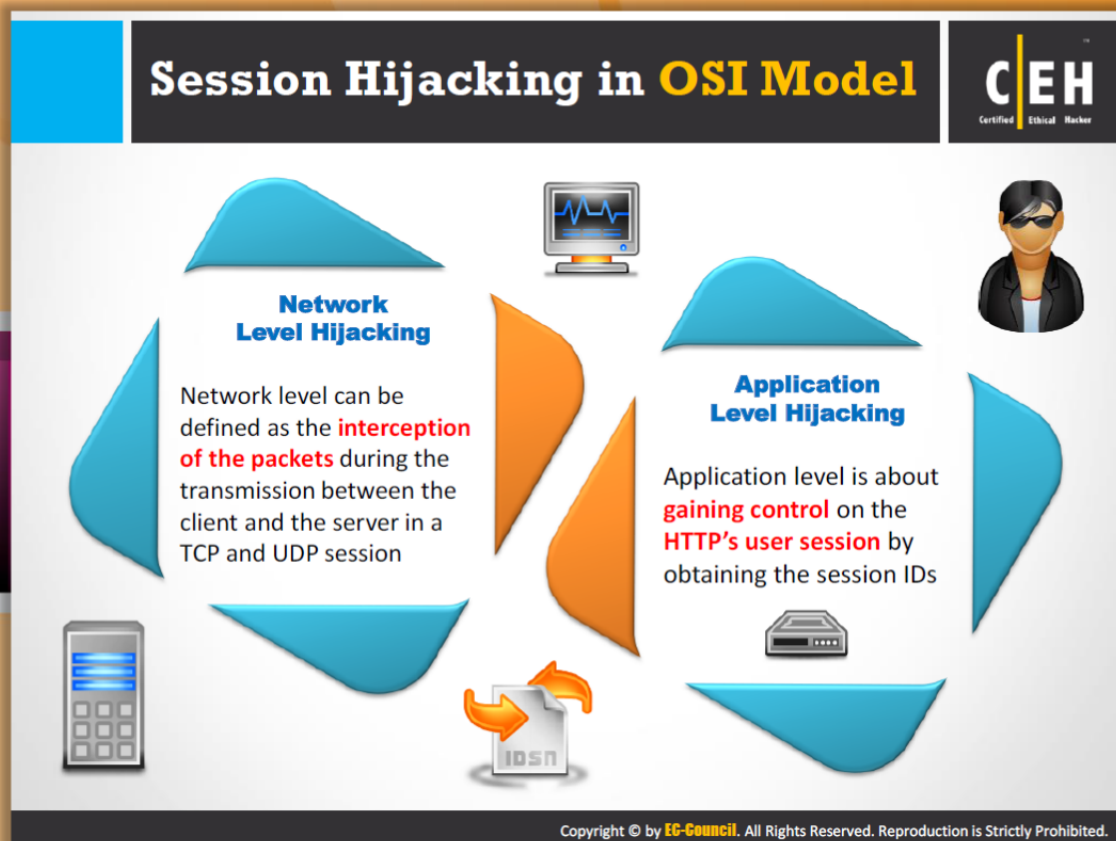 Session Hijacking in OSI Model
CEH
Certified Ethical Hacker
TM
Network
Level Hijacking
Network level can be
defined as the interception
of the packets during the
transmission between the
client and the server in a
TCP and UDP session
Application
Level Hijacking
Application level is about
gaining control on the
HTTP’s user session by
obtaining the session IDs
IDSN
Copyright © by EC-Council. All Rights Reserved. Reproduction is Strictly Prohibited.